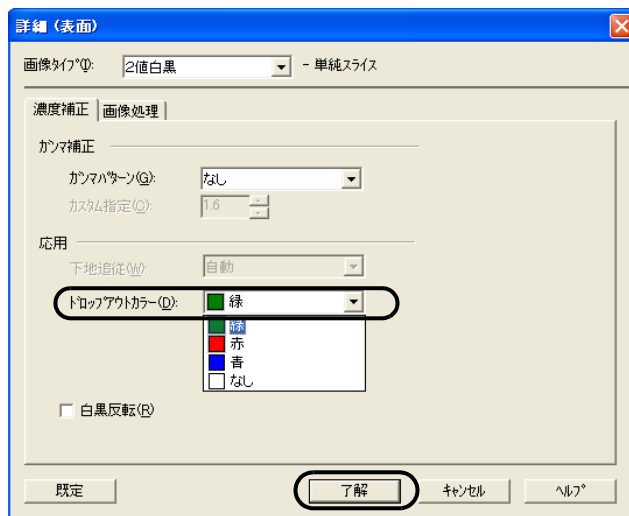 詳細 (表面)
画像ﾀｲﾌﾟ(I): 2値白黒 - 単純ｽﾗｲｽ
濃度補正 画像処理
ｶﾞﾝﾏ補正
ｶﾞﾝﾏﾊﾟﾀｰﾝ(G): なし
ｶｽﾀﾑ指定(C): 1.6
応用
下地追従(W): 自動
ﾄﾞﾛｯﾌﾟｱｳﾄｶﾗｰ(D): 緑
緑
赤
青
なし
白黒反転(R)
既定 了解 ｷｬﾝｾﾙ ﾍﾙﾌﾟ